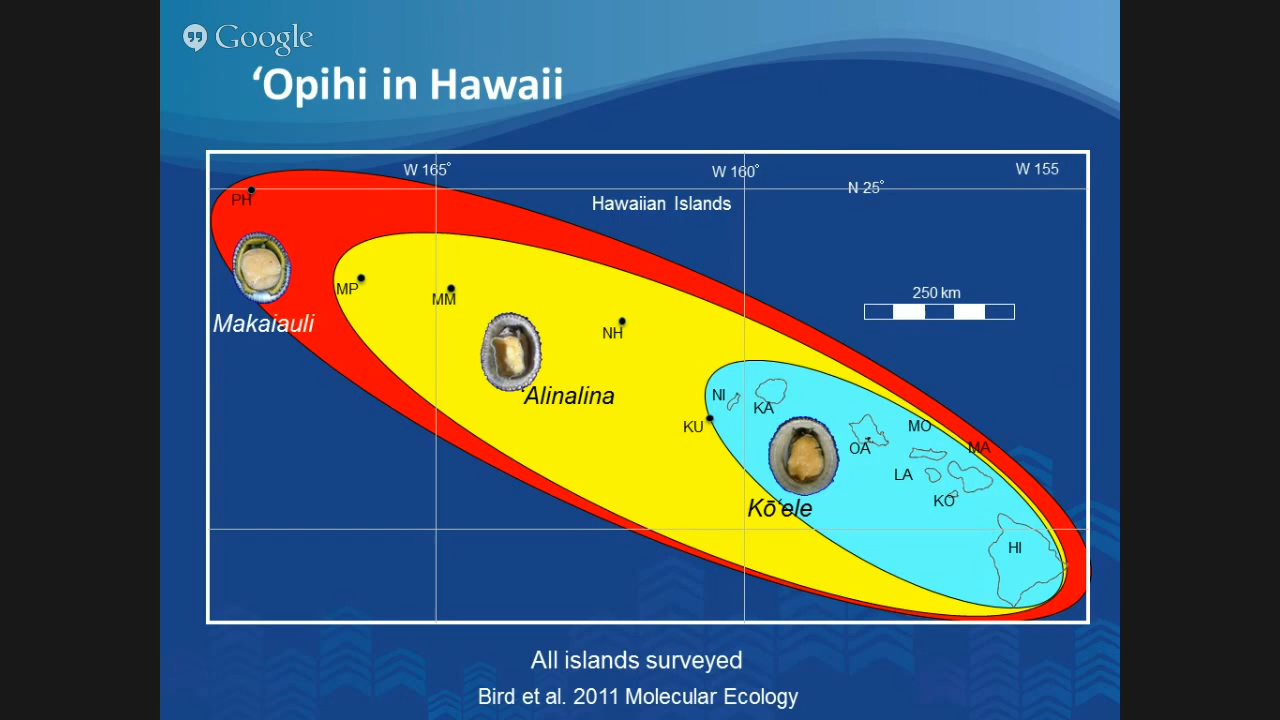 Google
‘Opihi in Hawaii
W 165°
W 160°
W 155
N 25°
Hawaiian Islands
PH
250 km
MP
MM
Makaiauli
NH
‘Alinalina
NI
KA
KU
MO
OA
MA
LA
KO
Kō‘ele
HI
All islands surveyed
Bird et al. 2011 Molecular Ecology